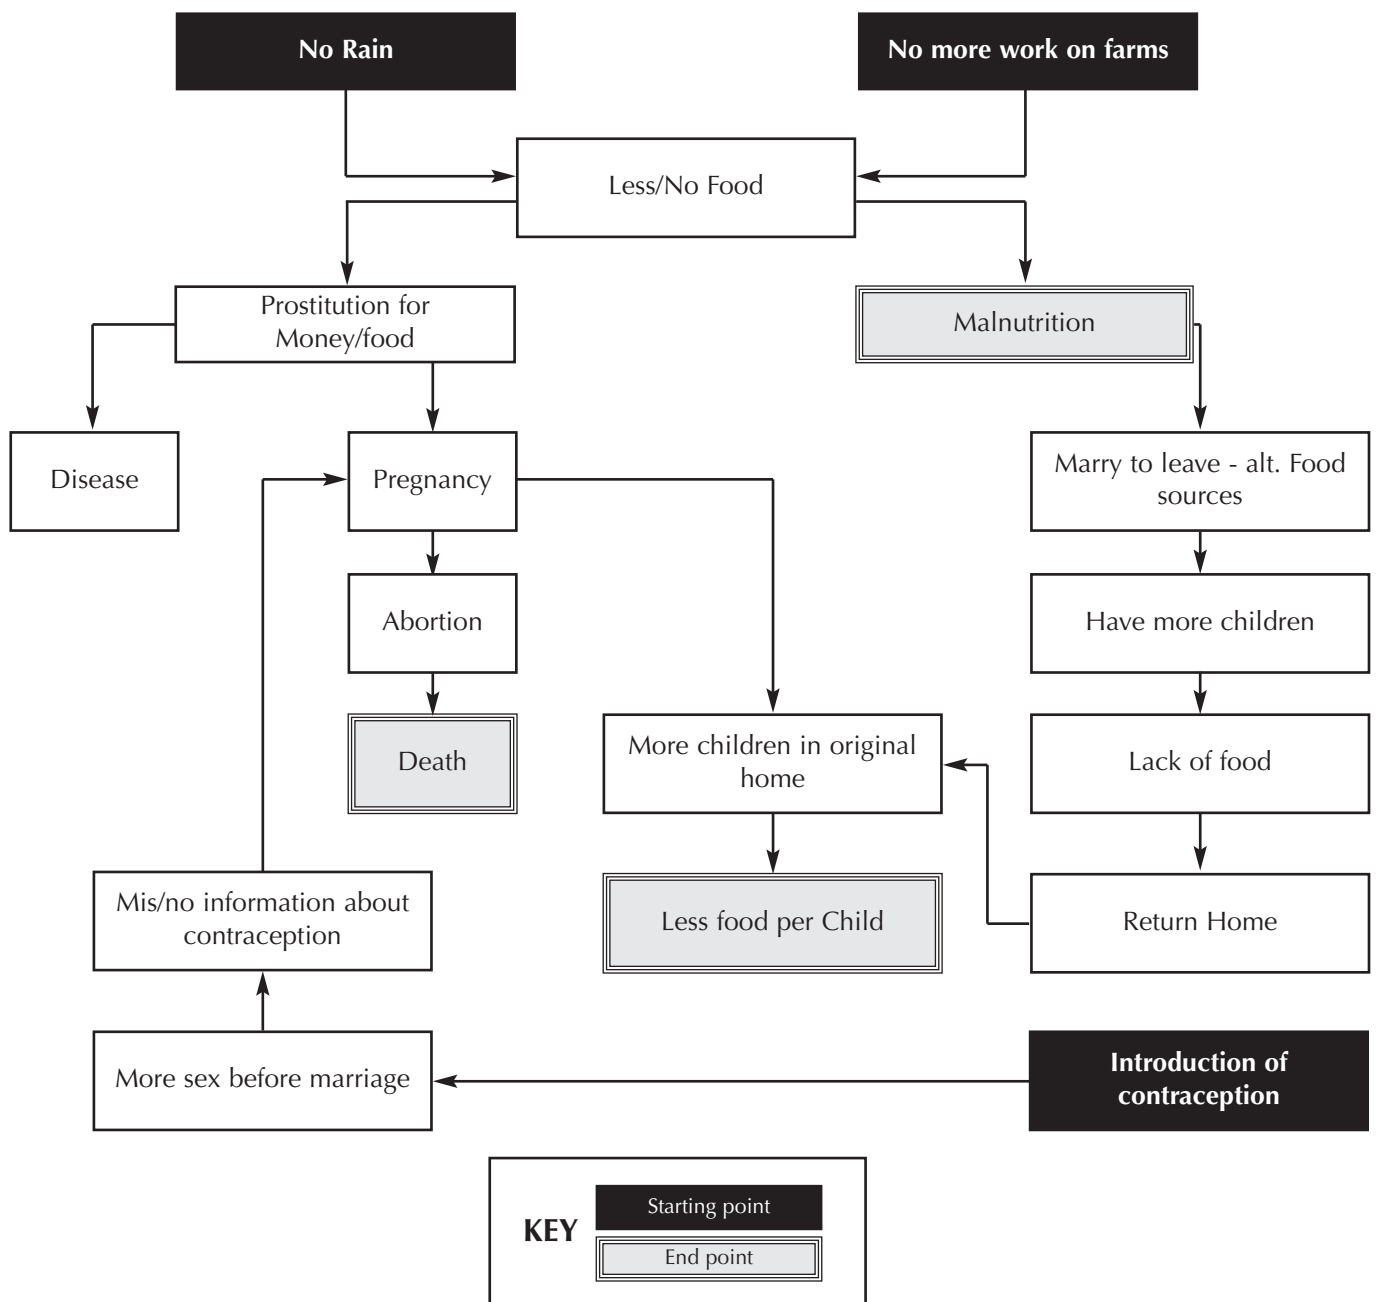 No Rain
No more work on farms
Less/No Food
Prostitution for
Money/food
Malnutrition
Disease
Pregnancy
Marry to leave - alt. Food
sources
Abortion
Have more children
Death
More children in original
home
Lack of food
Mis/no information about
contraception
Less food per Child
Return Home
More sex before marriage
Introduction of
contraception
KEY
Starting point
End point